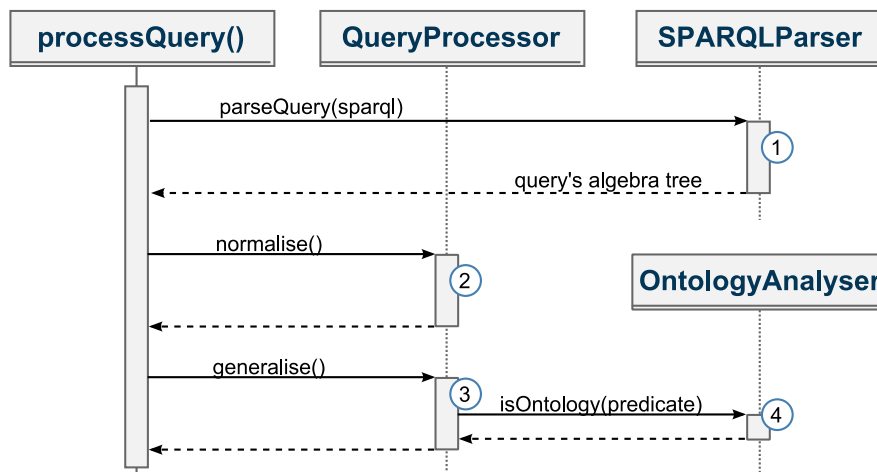 processQuery()
QueryProcessor
SPARQLParser
parseQuery(sparql)
1
query's algebra tree
normalise()
2
OntologyAnalyser
generalise()
3
isOntology(predicate)
4